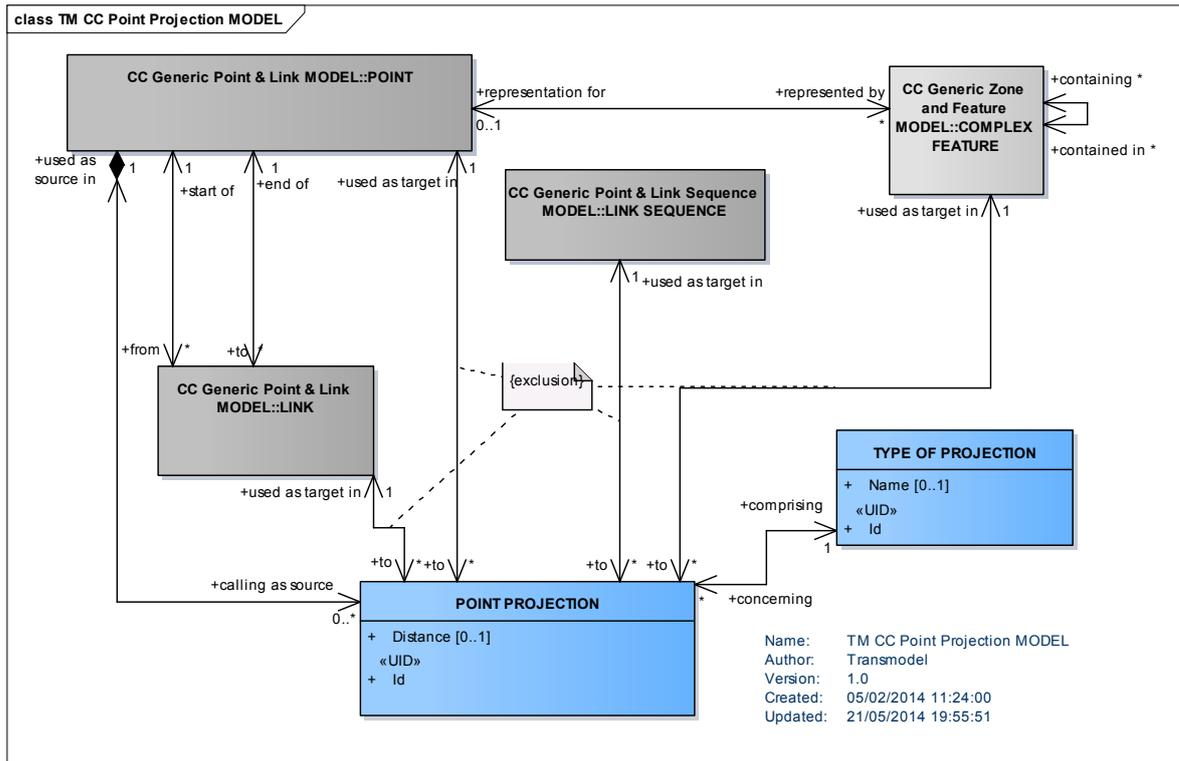 class TM CC Point Projection MODEL
CC Generic Point & Link MODEL::POINT
CC Generic Zone
and Feature
MODEL::COMPLEX
FEATURE
+containing *
+contained in *
+representation for
0..1
+represented by
*
+used as
source in
1
1
+start of
1
+end of
+used as target in
1
CC Generic Point & Link Sequence
MODEL::LINK SEQUENCE
+used as target in
1
1
+used as target in
+from
*
+to
*
{exclusion}
CC Generic Point & Link
MODEL::LINK
+used as target in
1
TYPE OF PROJECTION
+ Name [0..1]
«UID»
+ Id
+comprising
1
+to
*
+to
*
+to
*
+to
*
+calling as source
0..*
*
+concerning
POINT PROJECTION
+ Distance [0..1]
«UID»
+ Id
Name: TM CC Point Projection MODEL
Author: Transmodel
Version: 1.0
Created: 05/02/2014 11:24:00
Updated: 21/05/2014 19:55:51